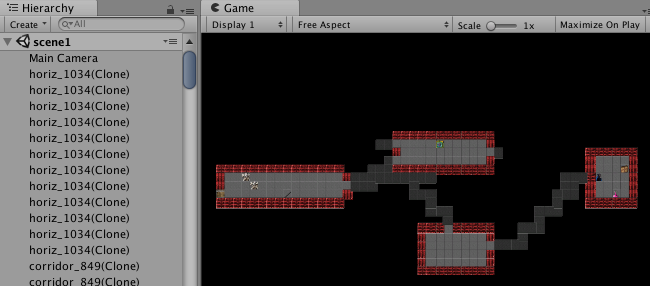 Hierarchy
Create All
scene1
Main Camera
horiz_1034(Clone)
horiz_1034(Clone)
horiz_1034(Clone)
horiz_1034(Clone)
horiz_1034(Clone)
horiz_1034(Clone)
horiz_1034(Clone)
horiz_1034(Clone)
horiz_1034(Clone)
horiz_1034(Clone)
horiz_1034(Clone)
horiz_1034(Clone)
corridor_849(Clone)
corridor_849(Clone)
Game
Display 1 Free Aspect Scale 1x Maximize On Play